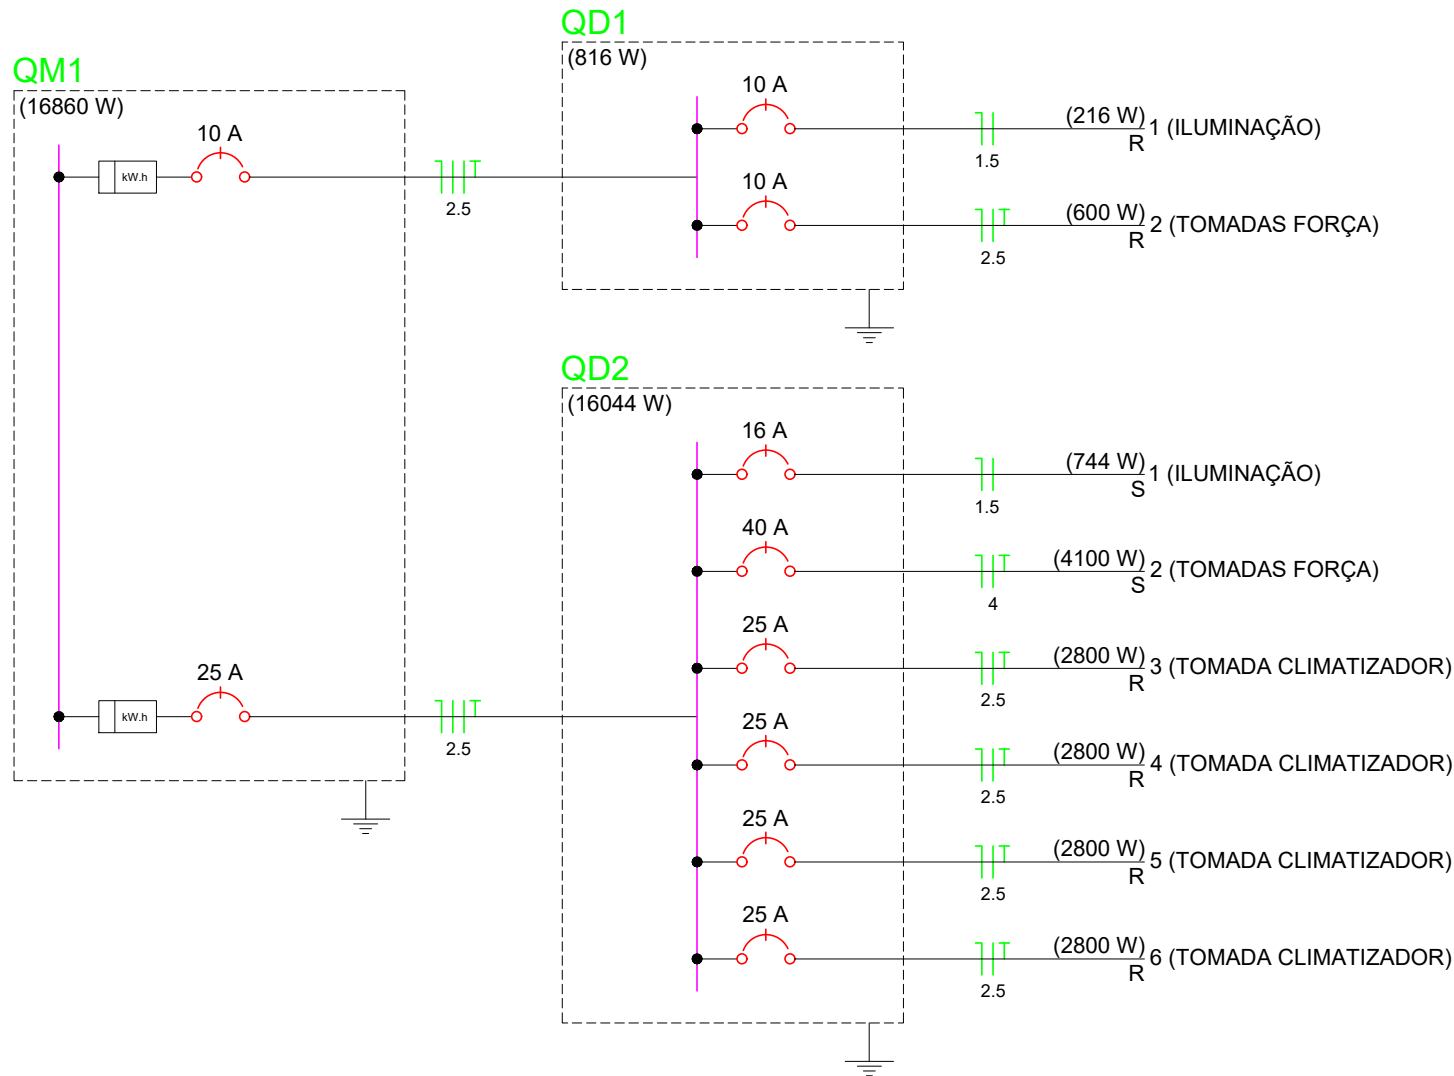 QM1
(16860 W)
10 A
kW.h
2.5
25 A
kW.h
2.5
QD1
(816 W)
10 A
1.5
(216 W)
R
1 (ILUMINAÇÃO)
10 A
2.5
(600 W)
R
2 (TOMADAS FORÇA)
QD2
(16044 W)
16 A
1.5
(744 W)
S
1 (ILUMINAÇÃO)
40 A
4
(4100 W)
S
2 (TOMADAS FORÇA)
25 A
2.5
(2800 W)
R
3 (TOMADA CLIMATIZADOR)
25 A
2.5
(2800 W)
R
4 (TOMADA CLIMATIZADOR)
25 A
2.5
(2800 W)
R
5 (TOMADA CLIMATIZADOR)
25 A
2.5
(2800 W)
R
6 (TOMADA CLIMATIZADOR)